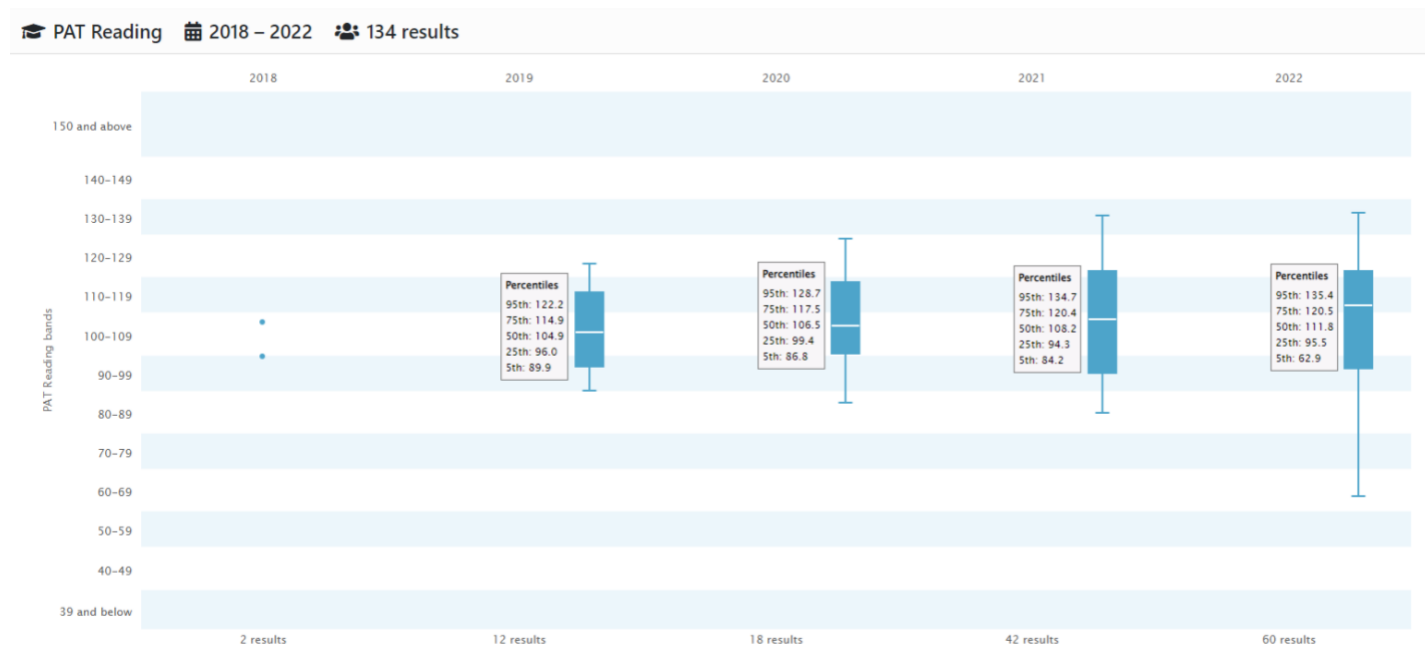 PAT Reading 2018 – 2022 134 results
2018 2019 2020 2021 2022
150 and above
140–149
130–139
120–129
110–119
100–109
90–99
80–89
70–79
60–69
50–59
40–49
39 and below
PAT Reading bands
Percentiles
95th: 122.2
75th: 114.9
50th: 104.9
25th: 96.0
5th: 89.9
Percentiles
95th: 128.7
75th: 117.5
50th: 106.5
25th: 99.4
5th: 86.8
Percentiles
95th: 134.7
75th: 120.4
50th: 108.2
25th: 94.3
5th: 84.2
Percentiles
95th: 135.4
75th: 120.5
50th: 111.8
25th: 95.5
5th: 62.9
2 results 12 results 18 results 42 results 60 results